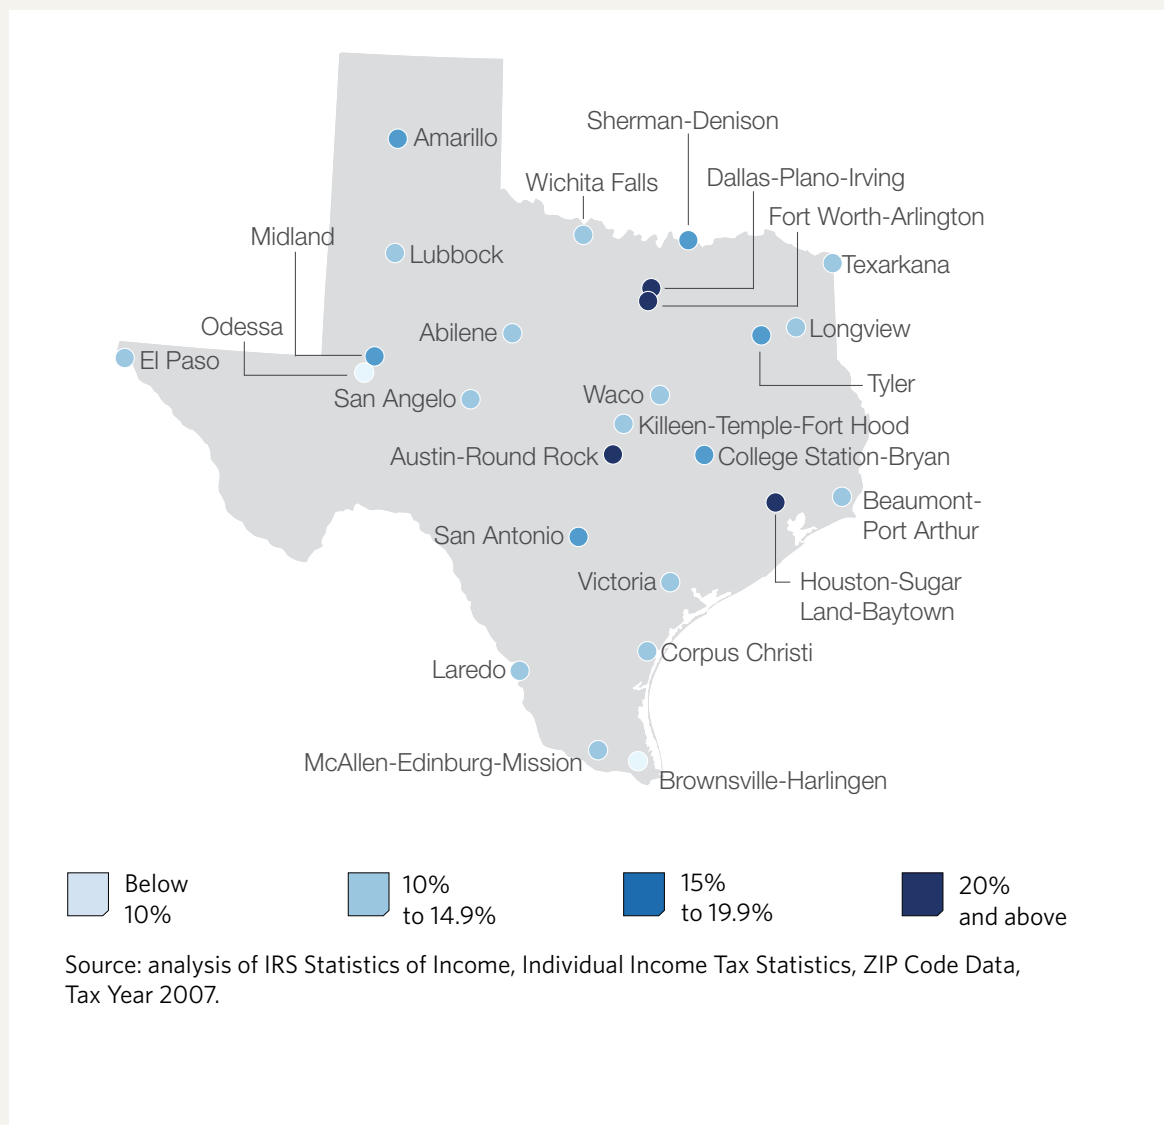 Sherman-Denison
Amarillo
Dallas-Plano-Irving
Wichita Falls
Fort Worth-Arlington
Midland
Lubbock
Texarkana
Odessa
Abilene
Longview
El Paso
Tyler
San Angelo
Waco
Killeen-Temple-Fort Hood
Austin-Round Rock
College Station-Bryan
Beaumont-
Port Arthur
San Antonio
Victoria
Houston-Sugar
Land-Baytown
Corpus Christi
Laredo
McAllen-Edinburg-Mission
Brownsville-Harlingen
Below
10%
10%
to 14.9%
15%
to 19.9%
20%
and above
Source: analysis of IRS Statistics of Income, Individual Income Tax Statistics, ZIP Code Data,
Tax Year 2007.